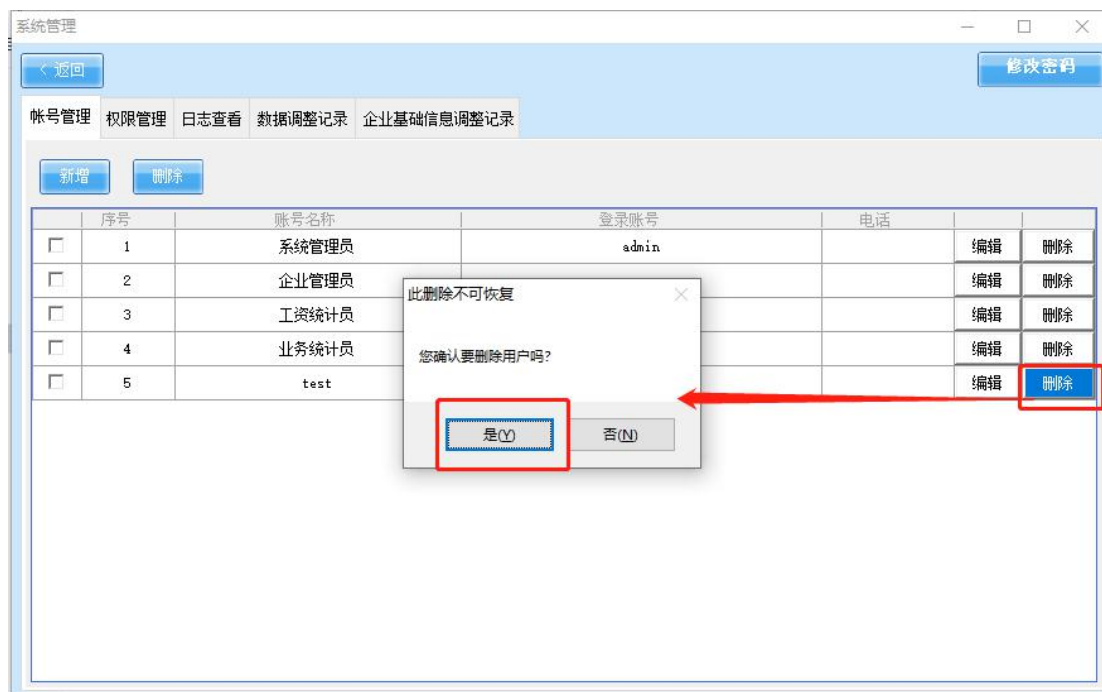 系统管理
< 返回 修改密码
帐号管理 权限管理 日志查看 数据调整记录 企业基础信息调整记录
新增 删除
序号 账号名称 登录账号 电话
1 系统管理员 admin 编辑 删除
2 企业管理员 编辑 删除
3 工资统计员 编辑 删除
4 业务统计员 编辑 删除
5 test 编辑 删除
此删除不可恢复
您确认要删除用户吗?
是(Y) 否(N)